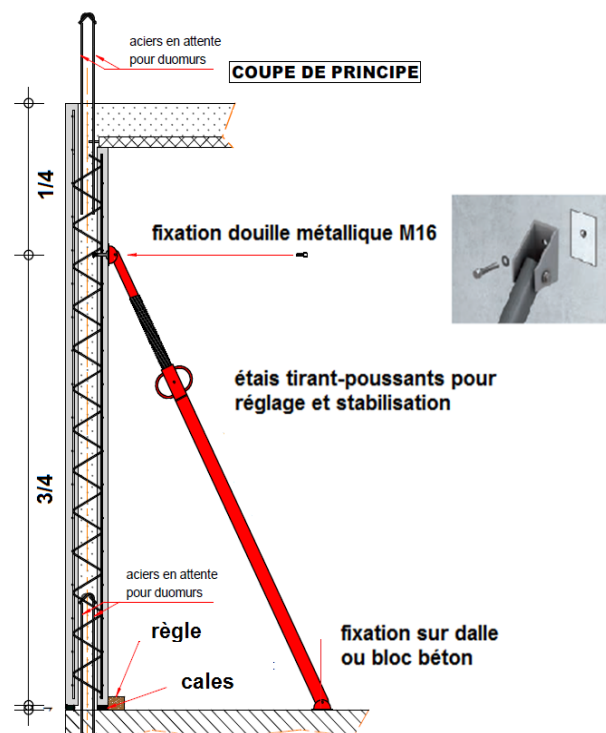 aciers en attente
pour duomurs
COUPE DE PRINCIPE
1/4
fixation douille métallique M16
étais tirant-poussants pour
réglage et stabilisation
3/4
aciers en attente
pour duomurs
règle
fixation sur dalle
ou bloc béton
cales